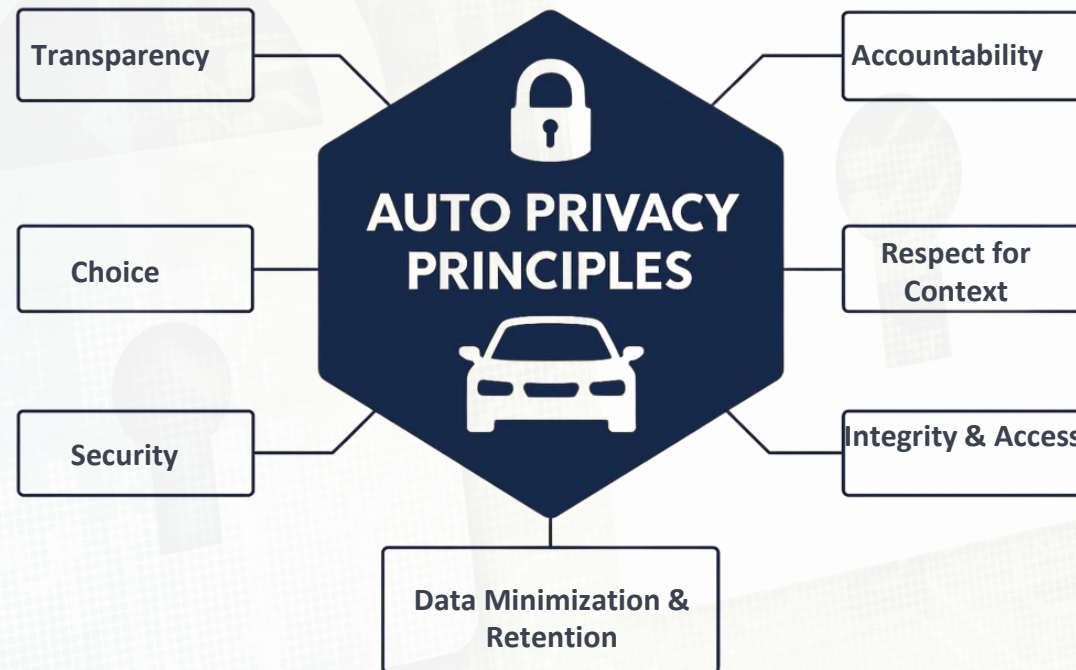 Transparency
Accountability
AUTO PRIVACY
PRINCIPLES
Choice
Respect for
Context
Security
Integrity & Access
Data Minimization &
Retention